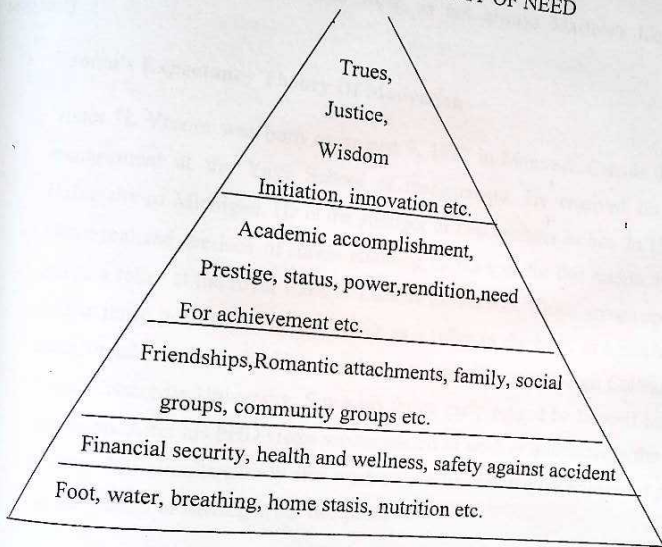 OF NEED
Trues,
Justice,
Wisdom
Initiation, innovation etc.
Academic accomplishment,
Prestige, status, power,rendition,need
For achievement etc.
Friendships,Romantic attachments, family, social
groups, community groups etc.
Financial security, health and wellness, safety against accident
Foot, water, breathing, home stasis, nutrition etc.